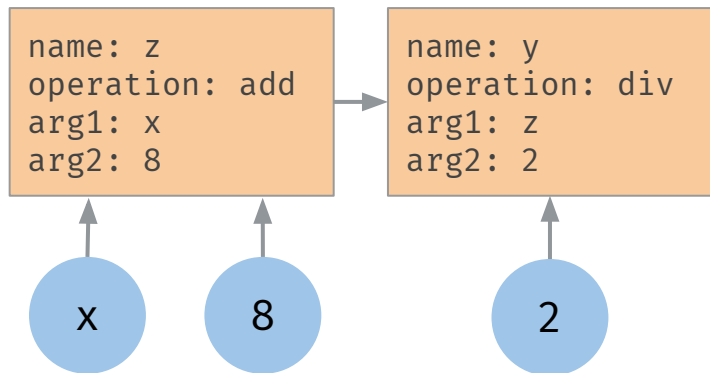 name: z
operation: add
arg1: x
arg2: 8
name: y
operation: div
arg1: z
arg2: 2
x
8
2